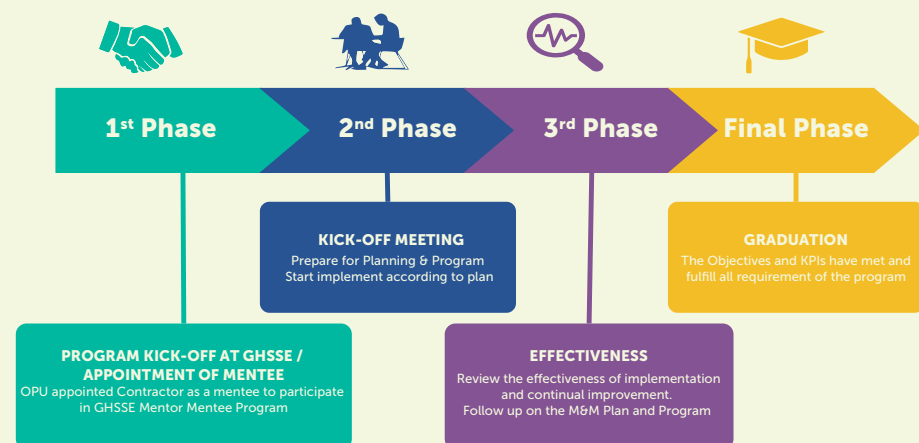 1st Phase
2nd Phase
3rd Phase
Final Phase
KICK-OFF MEETING
Prepare for Planning & Program
Start implement according to plan
GRADUATION
The Objectives and KPIs have met and
fulfill all requirement of the program
PROGRAM KICK-OFF AT GHSSE /
APPOINTMENT OF MENTEE
OPU appointed Contractor as a mentee to participate
in GHSSE Mentor Mentee Program
EFFECTIVENESS
Review the effectiveness of implementation
and continual improvement.
Follow up on the M&M Plan and Program